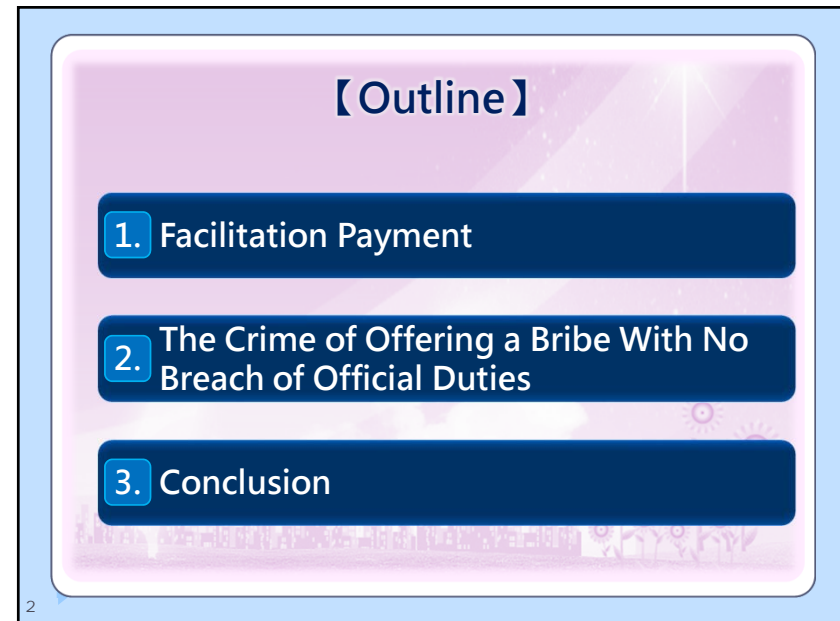 【Outline】
1. Facilitation Payment
2. The Crime of Offering a Bribe With No
Breach of Official Duties
3. Conclusion
2